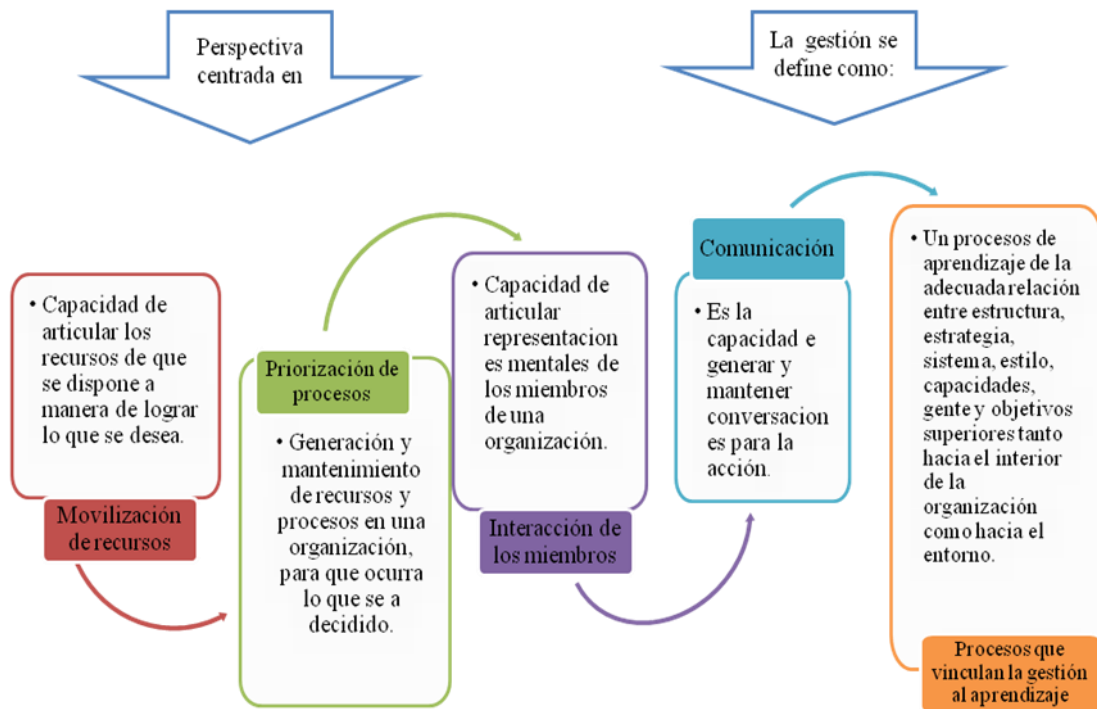 Perspectiva
centrada en
La gestión se
define como:
• Capacidad de
articular los
recursos de que
se dispone a
manera de lograr
lo que se desea.
Movilización
de recursos
Priorización de
procesos
• Generación y
mantenimiento
de recursos y
procesos en una
organización,
para que ocurra
lo que se a
decidido.
• Capacidad de
articular
representacion
es mentales de
los miembros
de una
organización.
Interacción de
los miembros
Comunicación
• Es la
capacidad e
generar y
mantener
conversacion
es para la
acción.
• Un procesos de
aprendizaje de la
adecuada relación
entre estructura,
estrategia,
sistema, estilo,
capacidades,
gente y objetivos
superiores tanto
hacia el interior
de la
organización
como hacia el
entorno.
Procesos que
vinculan la gestión
al aprendizaje